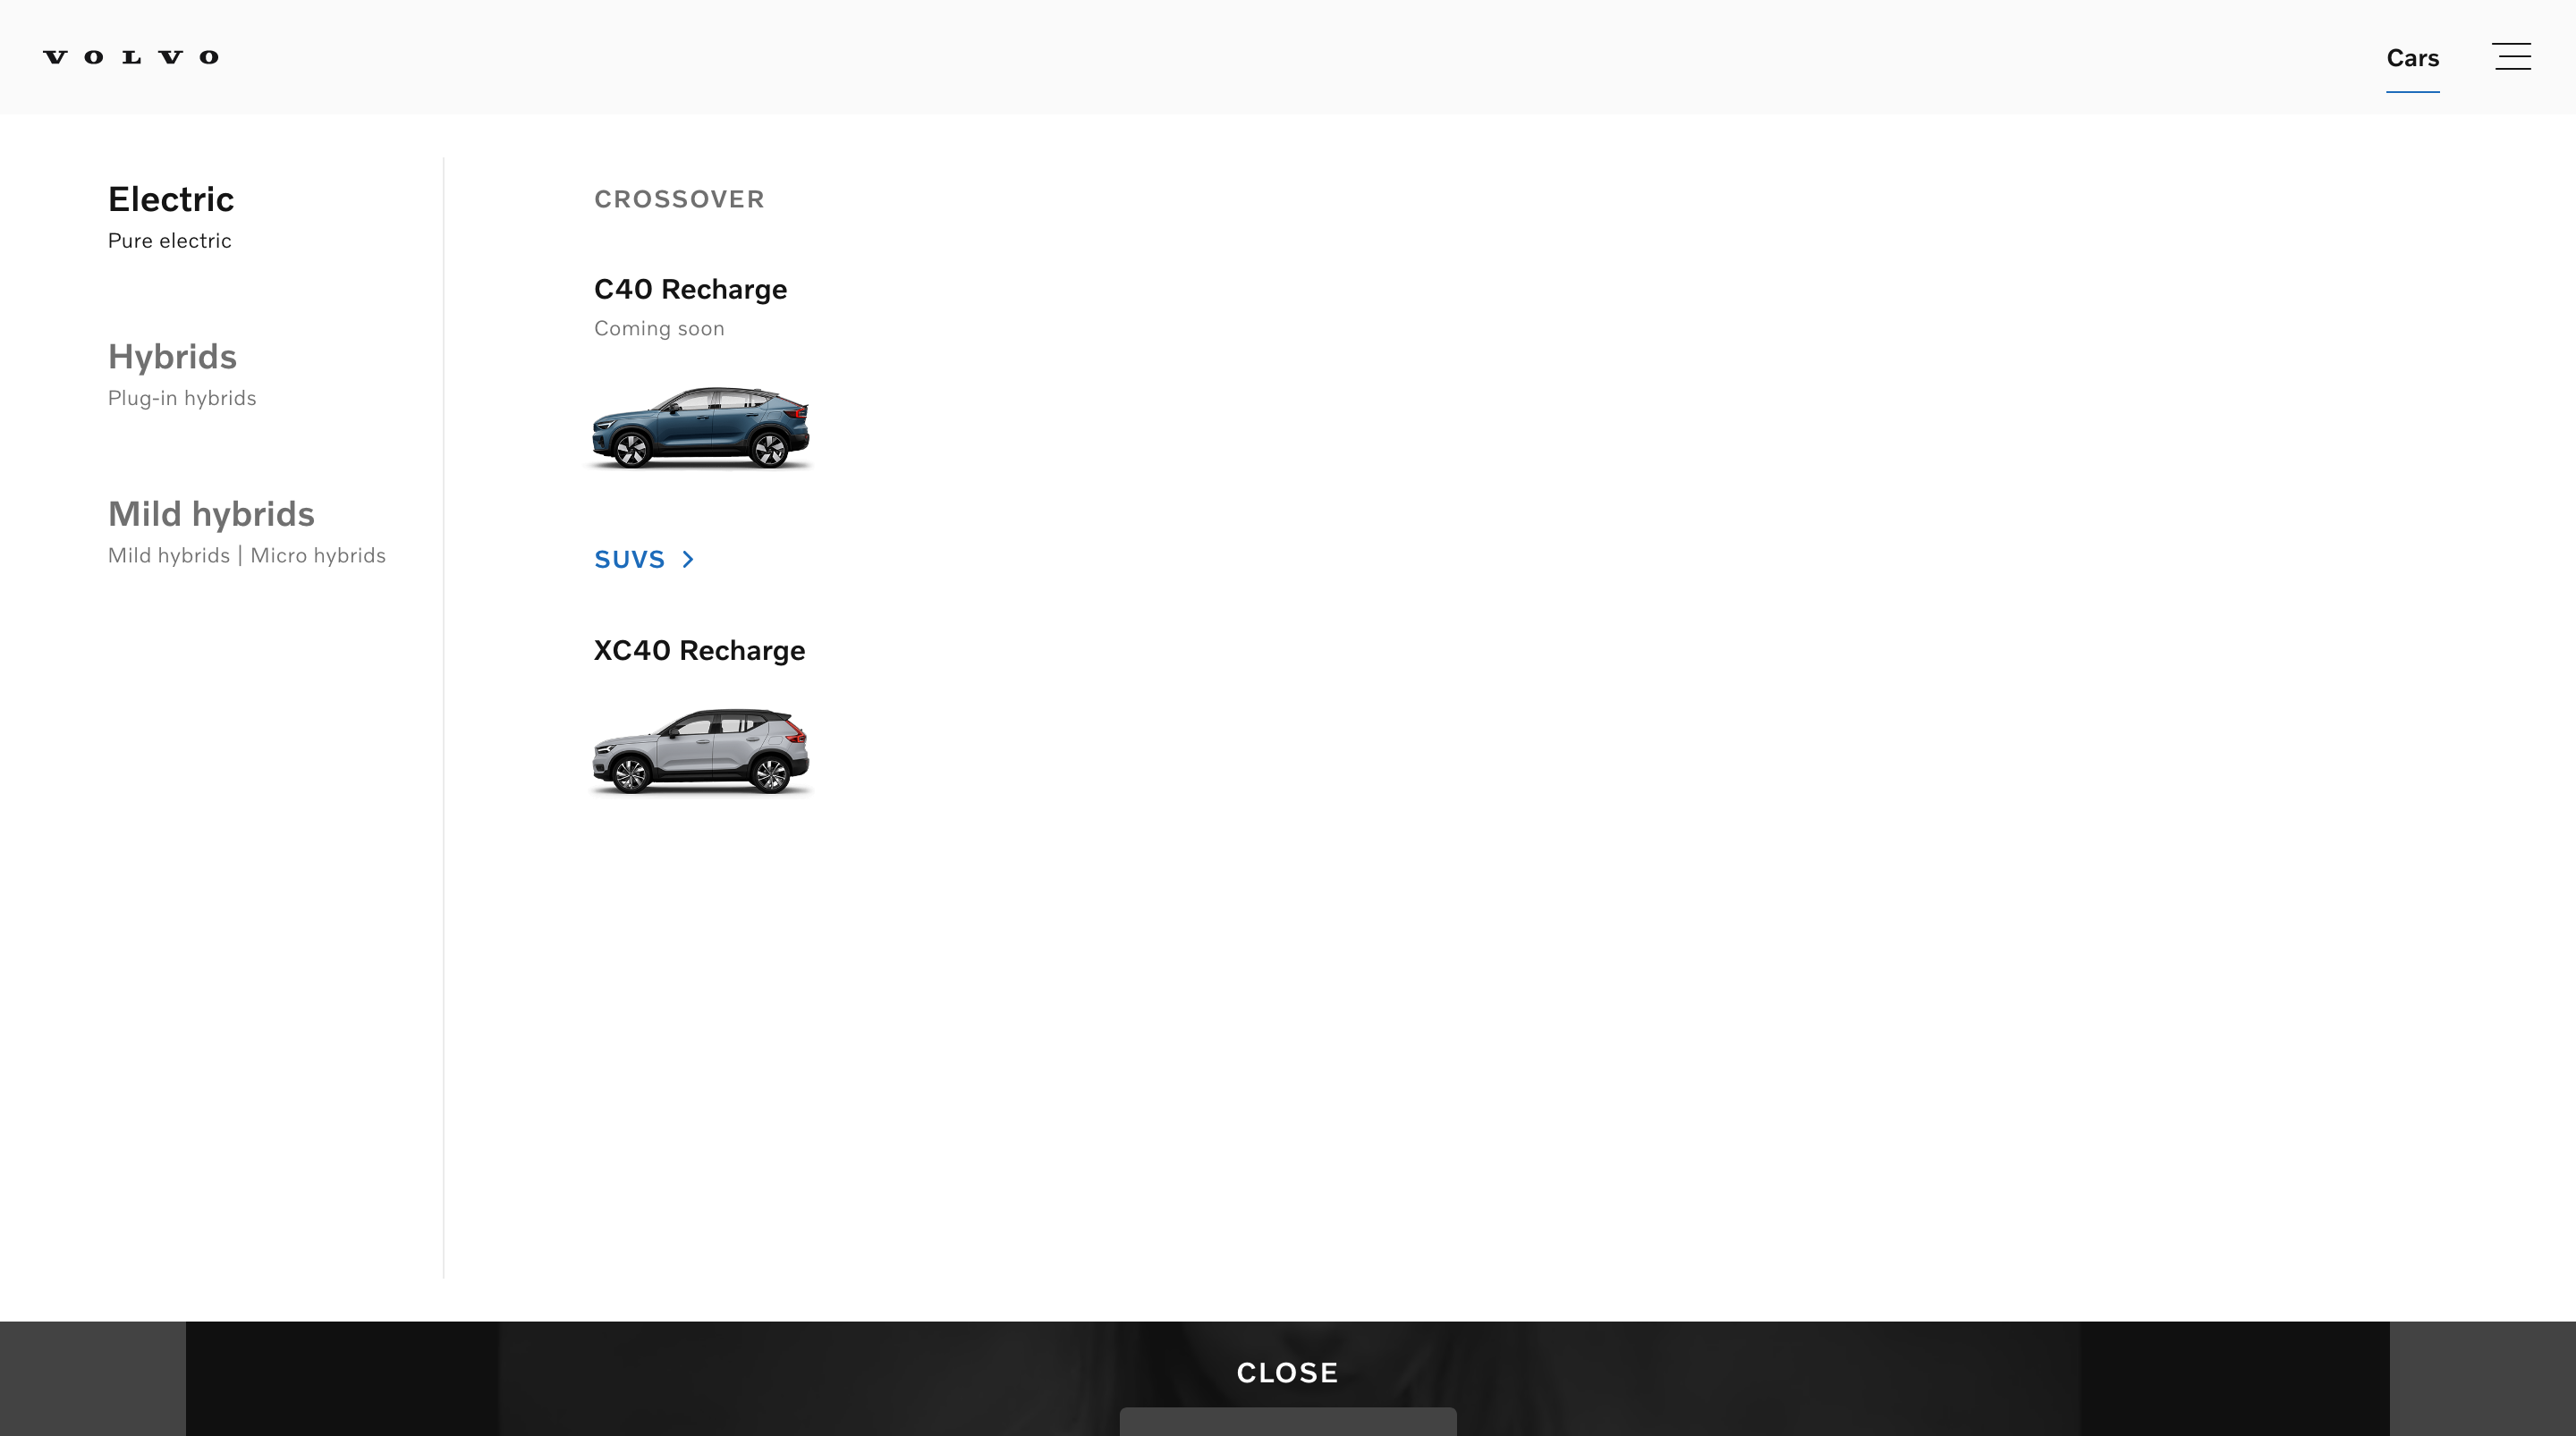 VOLVO
Cars
Electric
Pure electric
Hybrids
Plug-in hybrids
Mild hybrids
Mild hybrids | Micro hybrids
CROSSOVER
C40 Recharge
Coming soon
SUVS
XC40 Recharge
CLOSE